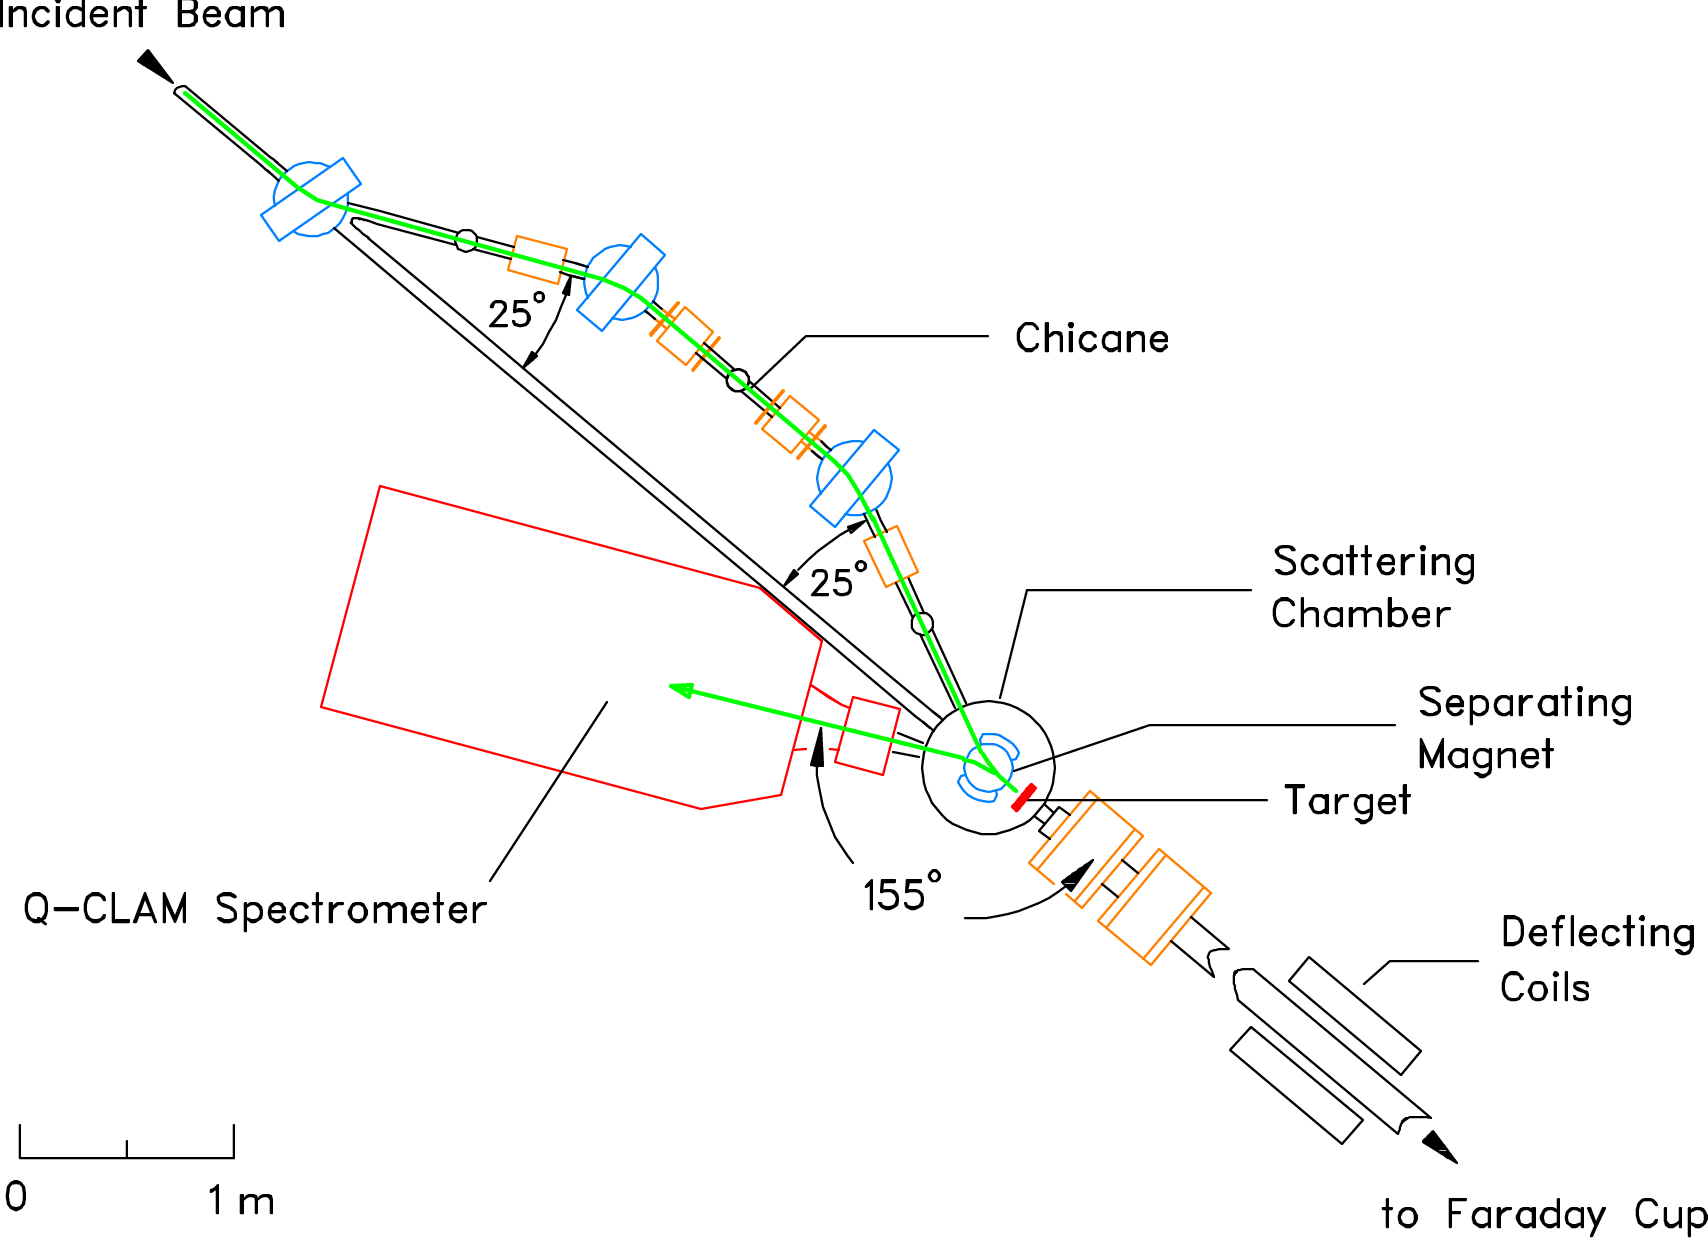 Incident Beam
25°
Chicane
Scattering
Chamber
25°
Separating
Magnet
Target
155°
Q-CLAM Spectrometer
Deflecting
Coils
0
1 m
to Faraday Cup